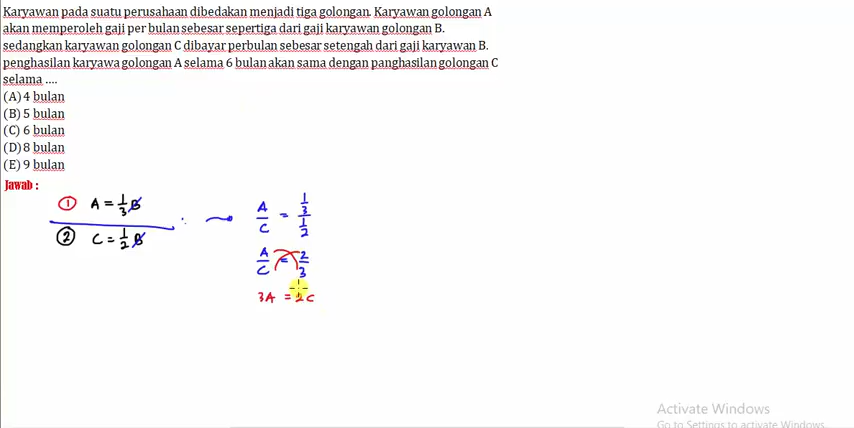 Karyawan pada suatu perusahaan dibedakan menjadi tiga golongan. Karyawan golongan A
akan memperoleh gaji per bulan sebesar sepertiga dari gaji karyawan golongan B.
sedangkan karyawan golongan C dibayar perbulan sebesar setengah dari gaji karyawan B.
penghasilan karyawa golongan A selama 6 bulan akan sama dengan panghasilan golongan C
selama ....
(A) 4 bulan
(B) 5 bulan
(C) 6 bulan
(D) 8 bulan
(E) 9 bulan
Jawab :
① A = 1/3 B
② C = 1/2 B
:
A/C = 1/3 / 1/2
A/C = 2/3
3A = 2C
Activate Windows
Go to Settings to activate Windows.